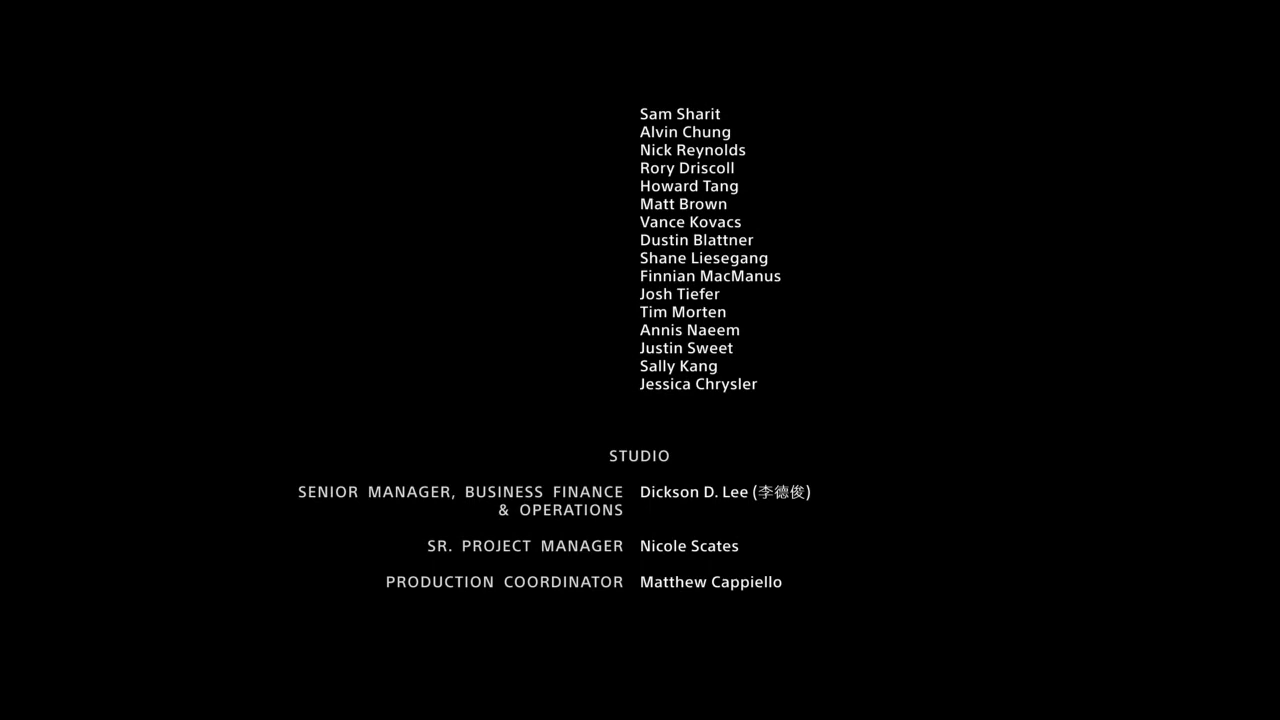 Sam Sharit
Alvin Chung
Nick Reynolds
Rory Driscoll
Howard Tang
Matt Brown
Vance Kovacs
Dustin Blattner
Shane Liesegang
Finnian MacManus
Josh Tiefer
Tim Morten
Annis Naeem
Justin Sweet
Sally Kang
Jessica Chrysler
STUDIO
SENIOR MANAGER, BUSINESS FINANCE Dickson D. Lee (李德俊)
& OPERATIONS
SR. PROJECT MANAGER Nicole Scates
PRODUCTION COORDINATOR Matthew Cappiello